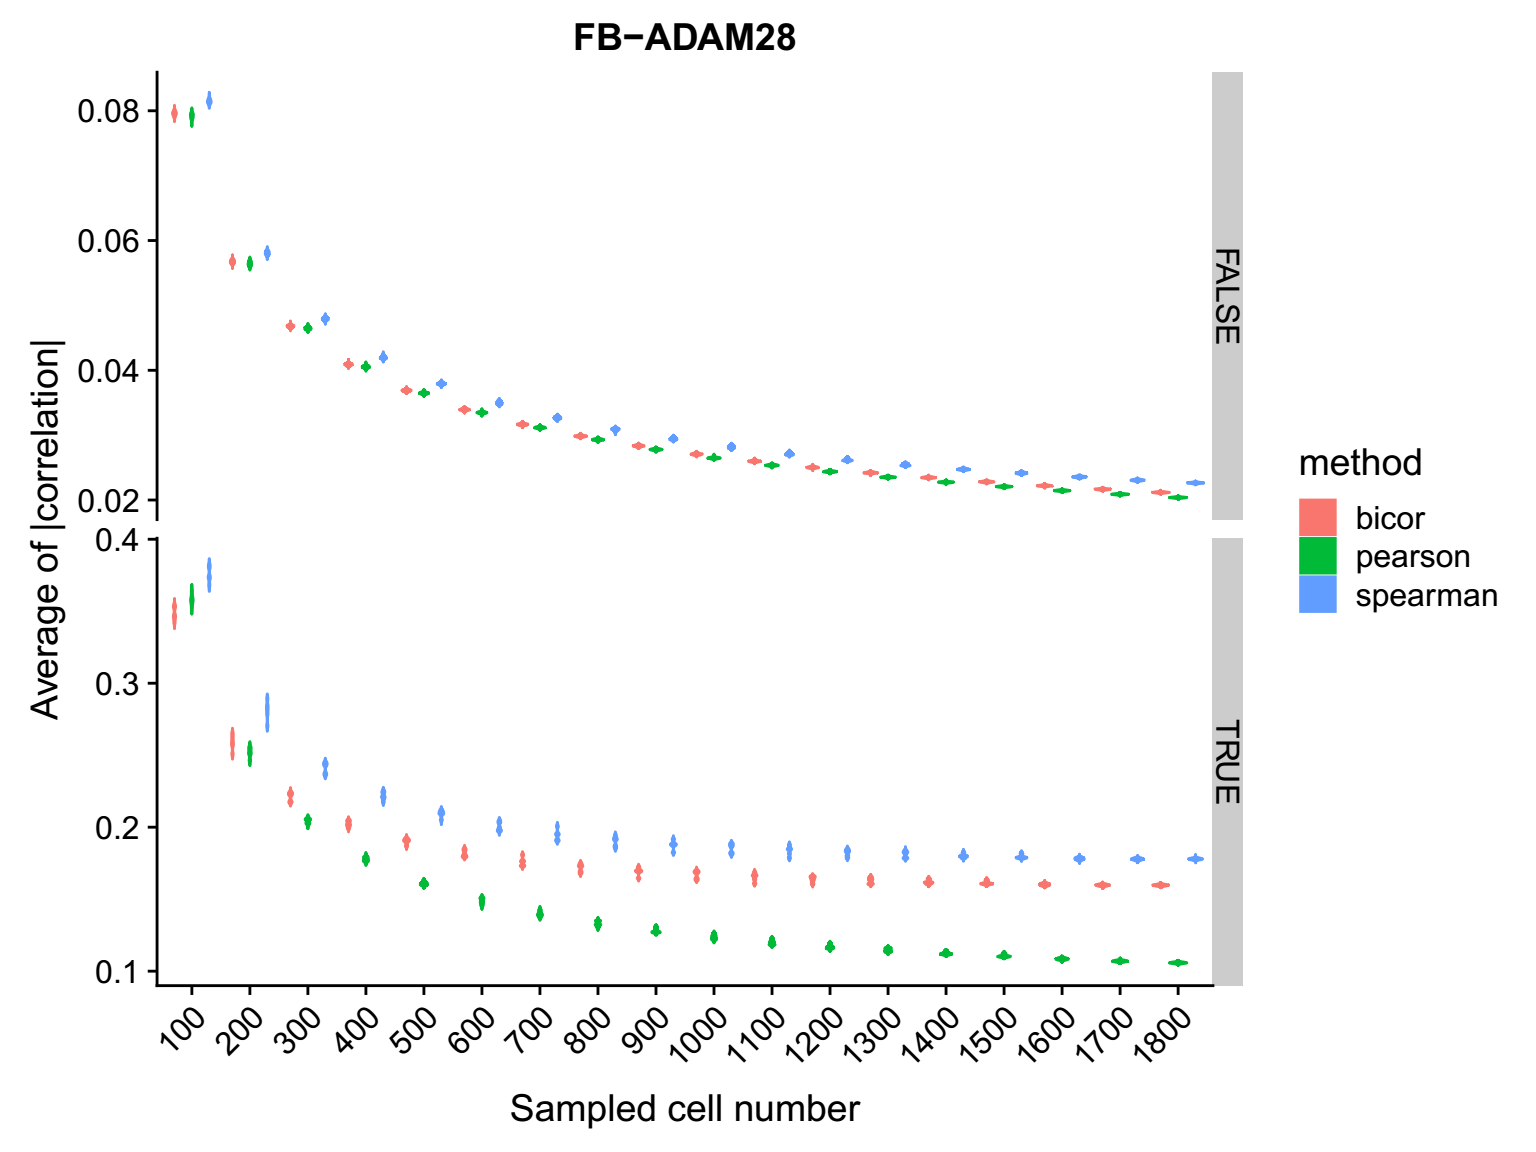 FB−ADAM28
Average of |correlation|
0.08
0.06
0.04
0.02
FALSE
0.4
0.3
0.2
0.1
TRUE
100
200
300
400
500
600
700
800
900
1000
1100
1200
1300
1400
1500
1600
1700
1800
Sampled cell number
method
bicor
pearson
spearman